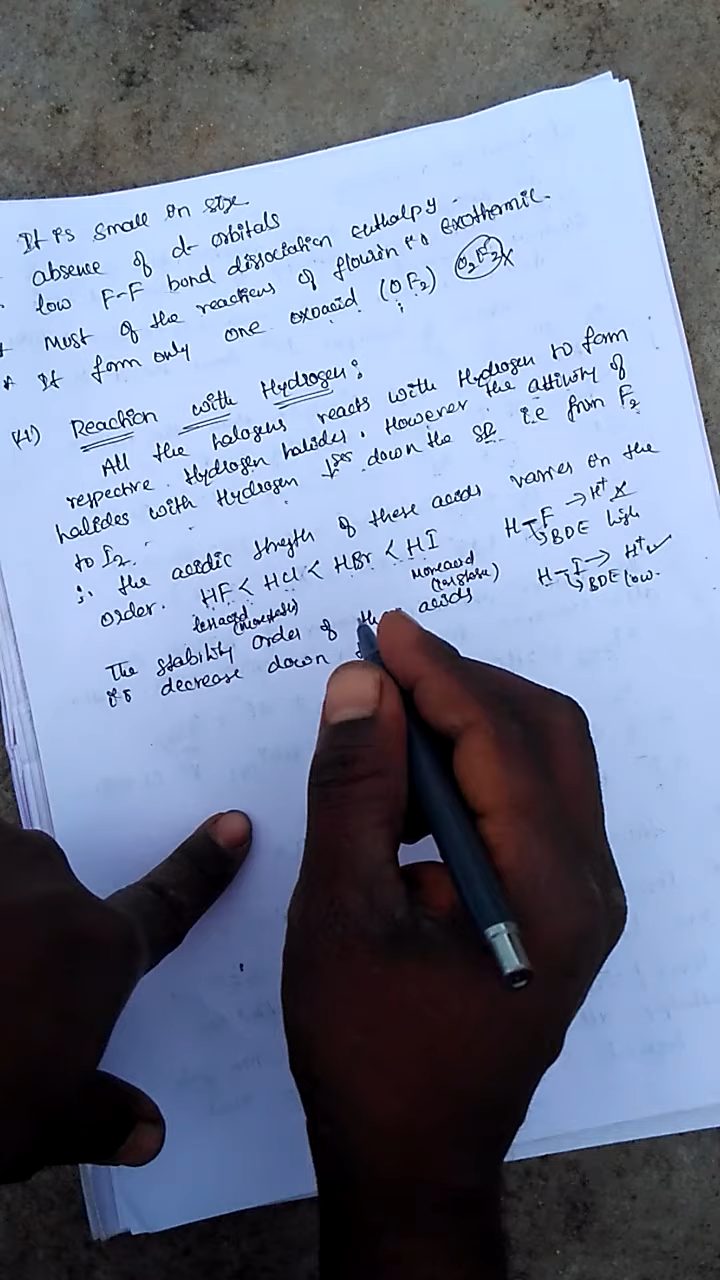 It is small in size
absence of d- orbitals
low F-F bond dissociation enthalpy.
Most of the reactions of flourin is exothermic.
* It form only one oxoacid (OF2) O2F2 X
(H) Reaction with Hydrogen:
All the halogens reacts with Hydrogen to form
respective Hydrogen halides. However the affinity of
halides with Hydrogen ↓ses down the GP i.e from F2
to I2.
∴ the acidic strength of these acids varries in the
order. HF < HCl < HBr < HI
less acid (more stable)
more acid (less stable)
H-F → H+ X
BDE high
H-I → H+ ✓
BDE low.
The stability order of these acids
is decrease down